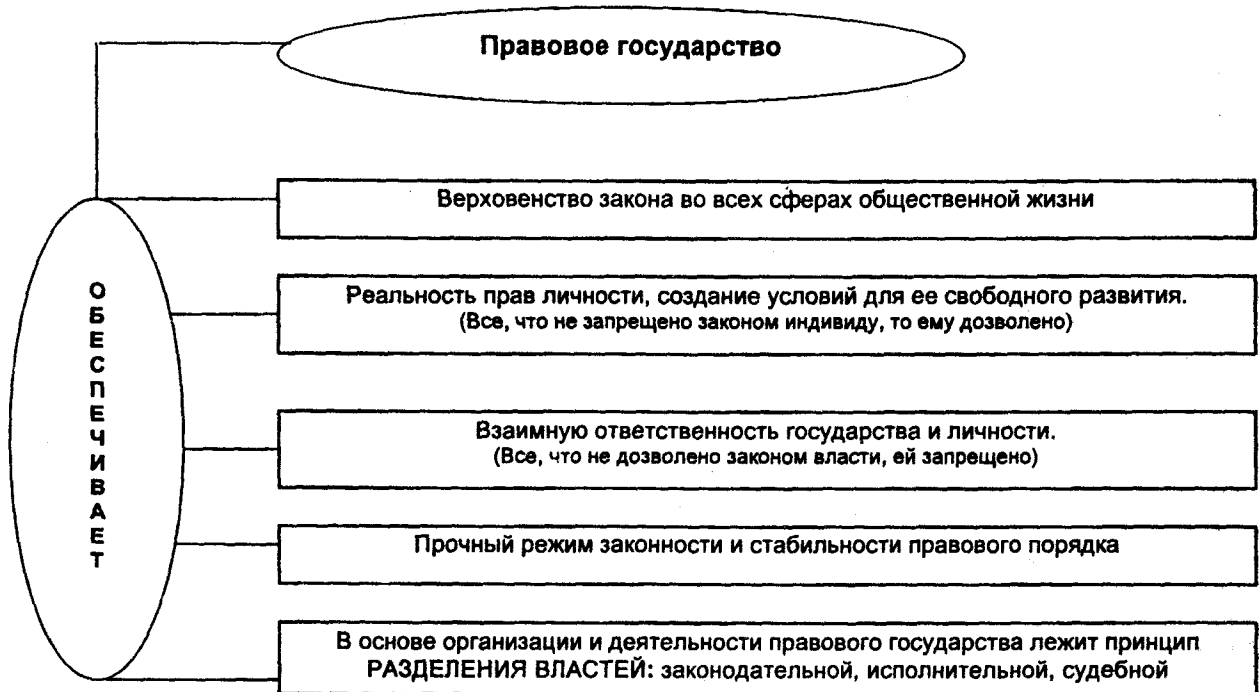 Правовое государство
Верховенство закона во всех сферах общественной жизни
ОБЕСПЕЧИВАЕТ
Реальность прав личности, создание условий для ее свободного развития.
(Все, что не запрещено законом индивиду, то ему дозволено)
Взаимную ответственность государства и личности.
(Все, что не дозволено законом власти, ей запрещено)
Прочный режим законности и стабильности правового порядка
В основе организации и деятельности правового государства лежит принцип
РАЗДЕЛЕНИЯ ВЛАСТЕЙ: законодательной, исполнительной, судебной